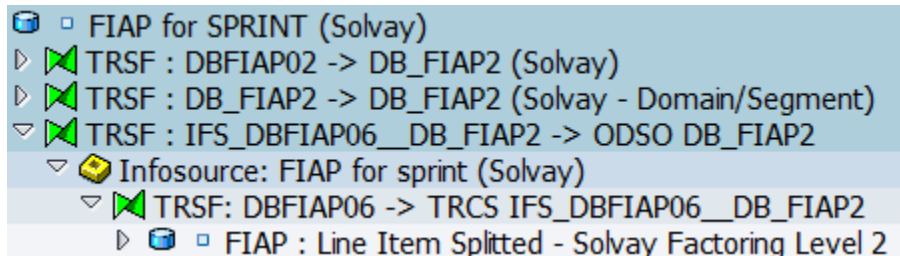 FIAP for SPRINT (Solvay)
TRSF : DBFIAP02 -> DB_FIAP2 (Solvay)
TRSF : DB_FIAP2 -> DB_FIAP2 (Solvay - Domain/Segment)
TRSF : IFS_DBFIAP06__DB_FIAP2 -> ODSO DB_FIAP2
Infosource: FIAP for sprint (Solvay)
TRSF: DBFIAP06 -> TRCS IFS_DBFIAP06__DB_FIAP2
FIAP : Line Item Splitted - Solvay Factoring Level 2